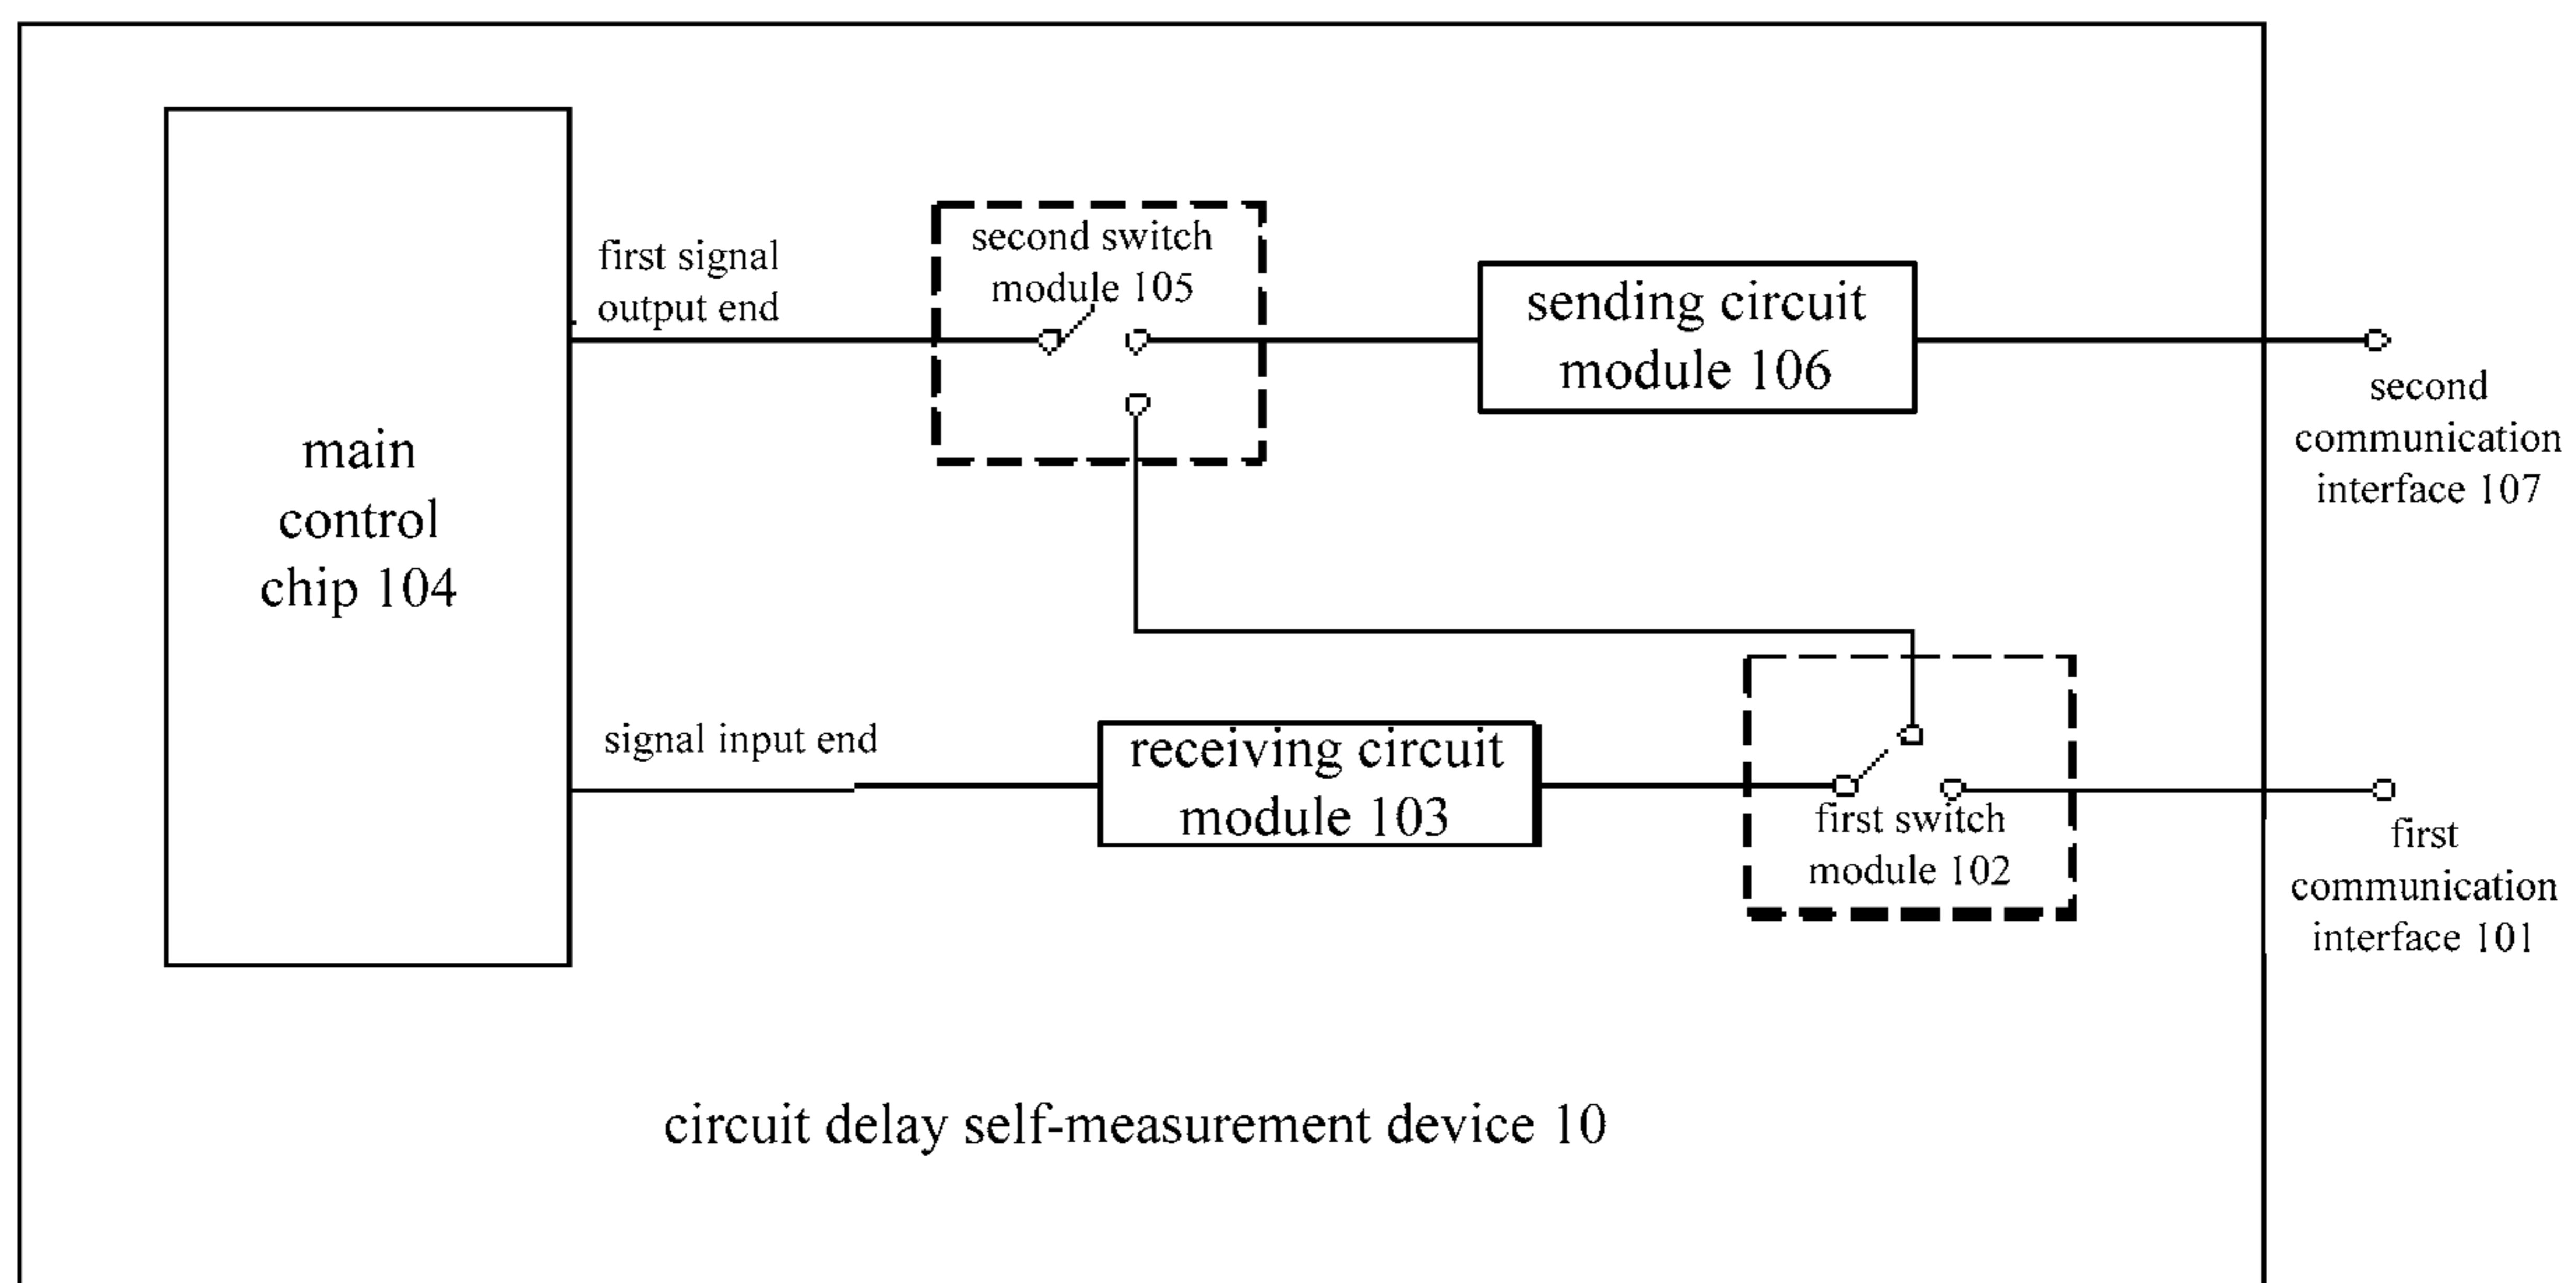 main
control
chip 104
first signal
output end
second switch
module 105
sending circuit
module 106
second
communication
interface 107
signal input end
receiving circuit
module 103
first switch
module 102
first
communication
interface 101
circuit delay self-measurement device 10